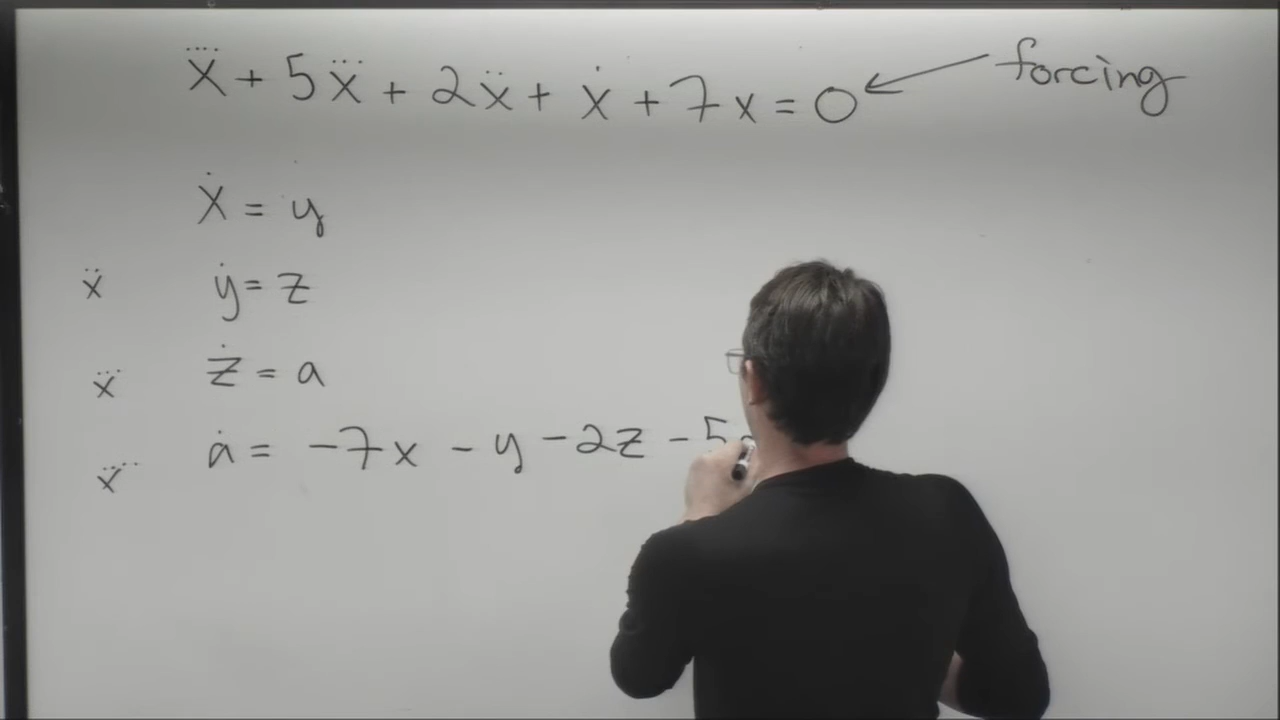 x⃜ + 5x⃛ + 2ẍ + ẋ + 7x = 0 ← forcing
ẋ = y
ẍ ẏ = z
x⃛ ż = a
x⃜ ȧ = -7x - y - 2z - 5